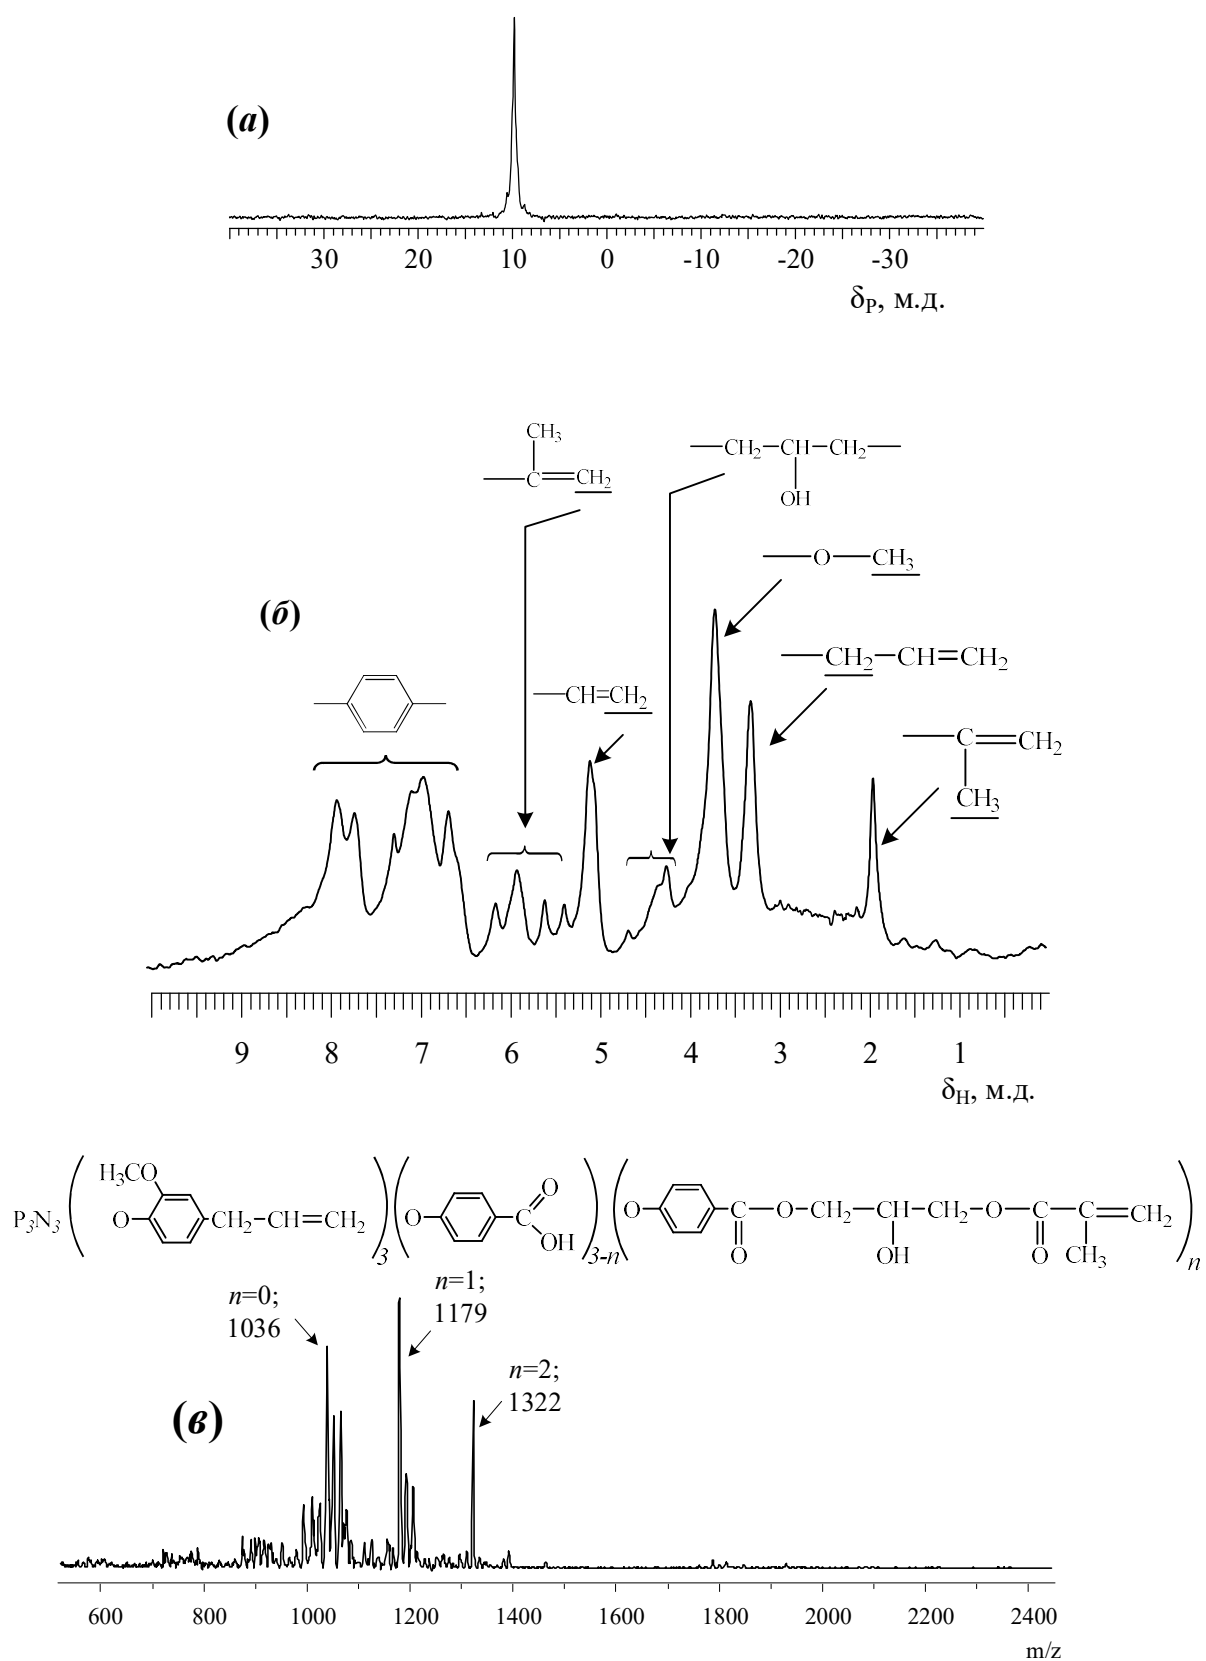 (а)
30 20 10 0 -10 -20 -30
δP, м.д.
CH3
C=CH2
CH2—CH—CH2
OH
O—CH3
(б)
CH2—CH=CH2
CH=CH2
C=CH2
CH3
9 8 7 6 5 4 3 2 1
δH, м.д.
P3N3 ( H3CO O CH2—CH=CH2 )3 ( O C O OH )3-n ( O C O O—CH2—CH—CH2—O OH C O C=CH2 CH3 )n
n=0;
1036
n=1;
1179
n=2;
1322
(в)
600 800 1000 1200 1400 1600 1800 2000 2200 2400
m/z